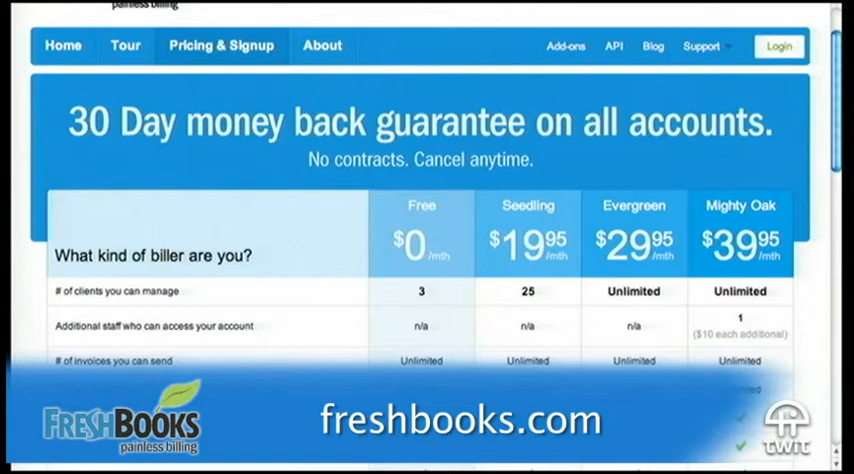 painless billing
Home Tour Pricing & Signup About Add-ons API Blog Support Login
30 Day money back guarantee on all accounts.
No contracts. Cancel anytime.
Free Seedling Evergreen Mighty Oak
What kind of biller are you? $0/mth $19.95/mth $29.95/mth $39.95/mth
# of clients you can manage 3 25 Unlimited Unlimited
Additional staff who can access your account n/a n/a n/a 1
($10 each additional)
# of invoices you can send Unlimited Unlimited Unlimited Unlimited
FRESHBOOKS
painless billing
freshbooks.com
TWiT